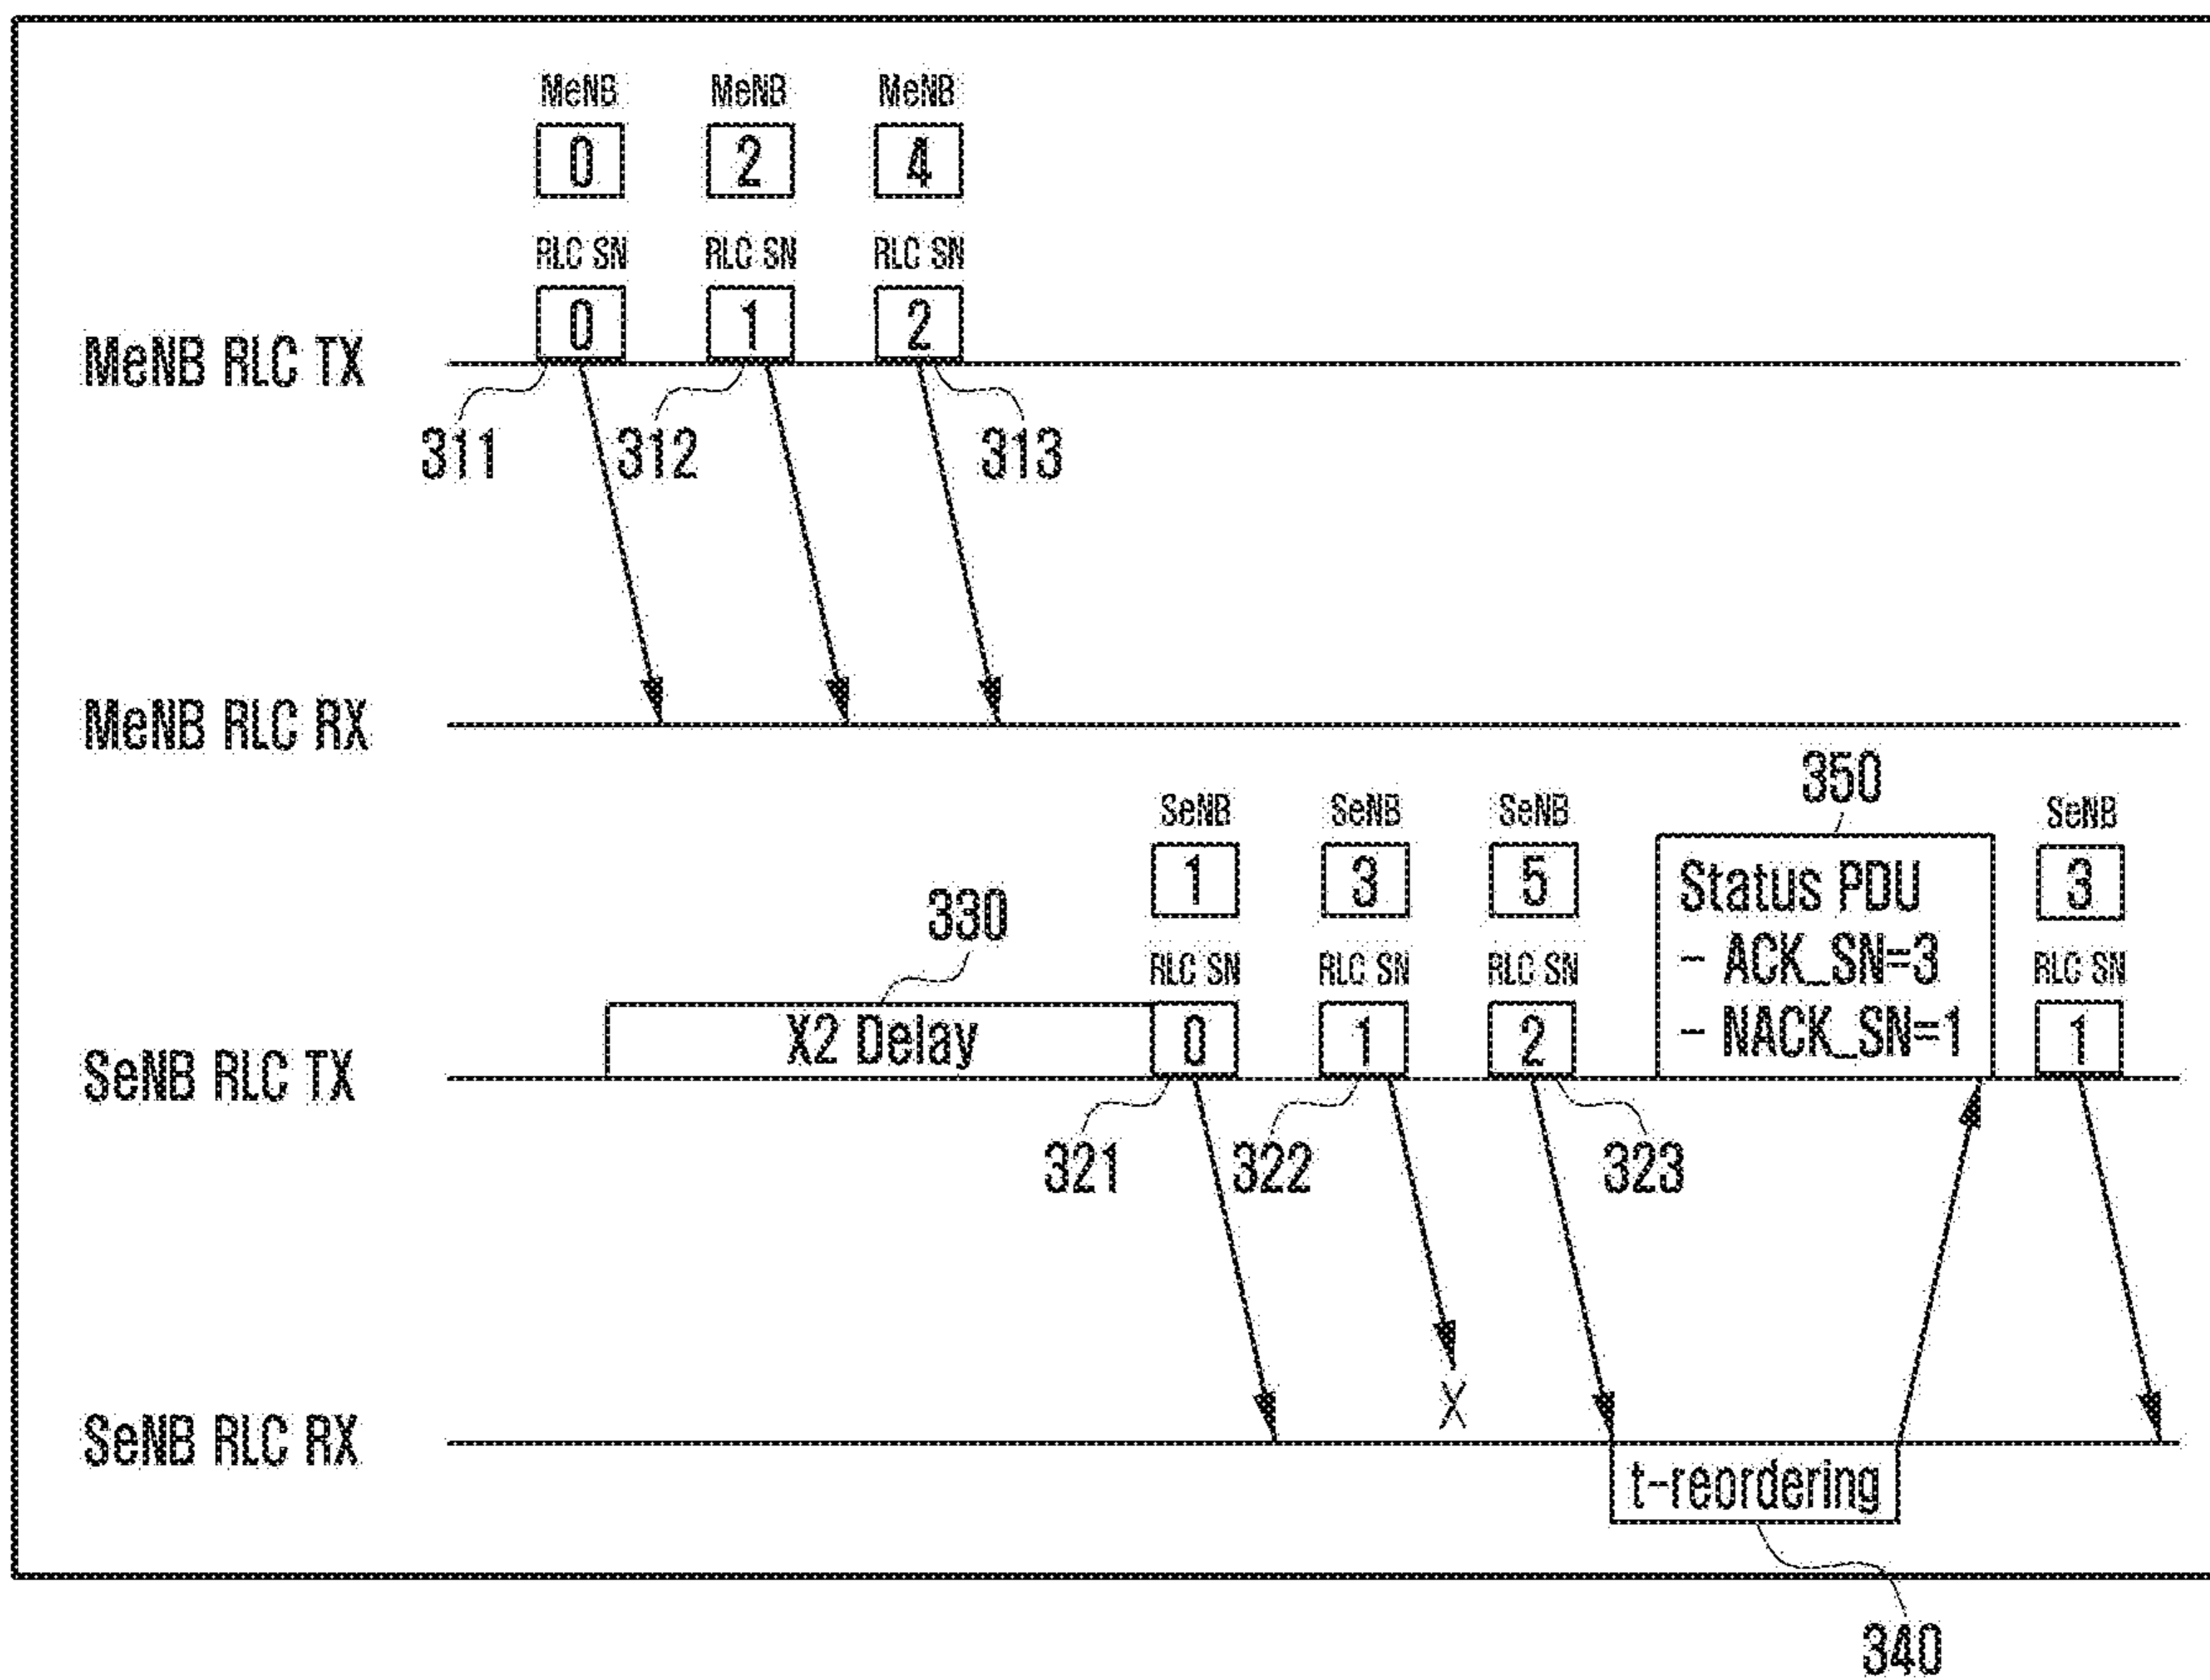 MeNB MeNB MeNB
0 2 4
RLC SN RLC SN RLC SN
0 1 2
MeNB RLC TX
311 312 313
MeNB RLC RX
350
SeNB SeNB SeNB SeNB
1 3 5 3
330
Status PDU
- ACK_SN=3
- NACK_SN=1
RLC SN RLC SN RLC SN RLC SN
X2 Delay 0 1 2 1
SeNB RLC TX
321 322 323
X
SeNB RLC RX
t-reordering
340